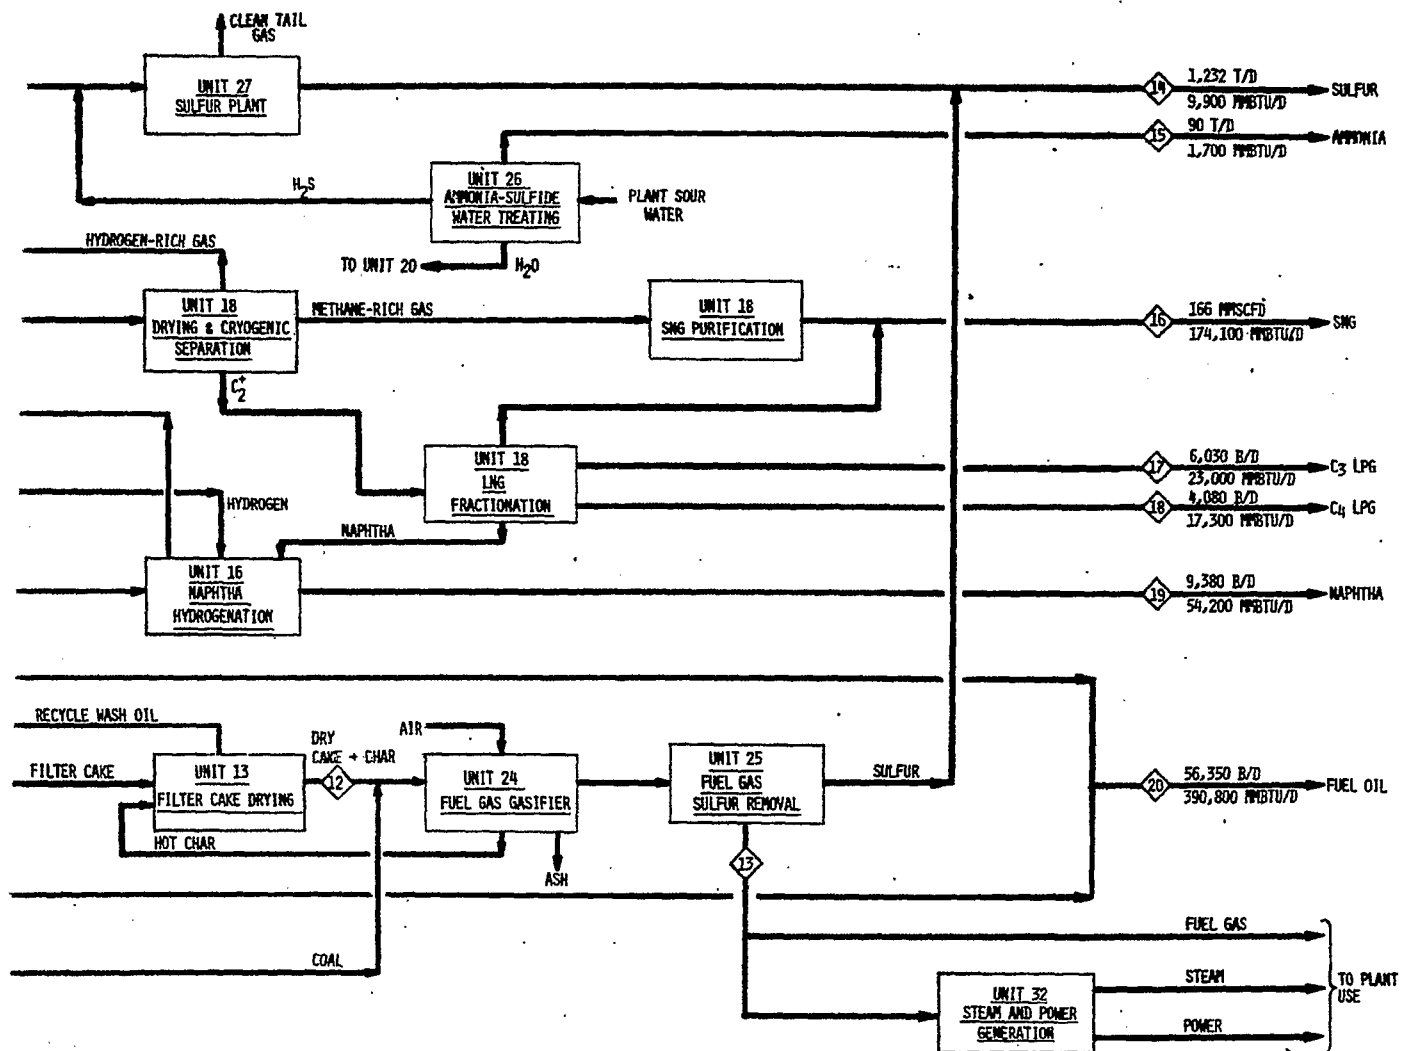 CLEAN TAIL
GAS
UNIT 27
SULFUR PLANT
14
1,232 T/D
9,900 MMBTU/D
SULFUR
15
90 T/D
1,700 MMBTU/D
AMMONIA
H2S
UNIT 26
AMMONIA-SULFIDE
WATER TREATING
PLANT SOUR
WATER
HYDROGEN-RICH GAS
TO UNIT 20
H2O
UNIT 18
DRYING & CRYOGENIC
SEPARATION
METHANE-RICH GAS
UNIT 18
SNG PURIFICATION
16
166 MMSCFD
174,100 MMBTU/D
SNG
C2+
UNIT 18
LNG
FRACTIONATION
17
6,030 B/D
23,000 MMBTU/D
C3 LPG
18
4,080 B/D
17,300 MMBTU/D
C4 LPG
HYDROGEN
NAPHTHA
UNIT 16
NAPHTHA
HYDROGENATION
19
9,380 B/D
54,200 MMBTU/D
NAPHTHA
RECYCLE WASH OIL
FILTER CAKE
UNIT 13
FILTER CAKE DRYING
DRY
CAKE + CHAR
12
AIR
UNIT 24
FUEL GAS GASIFIER
UNIT 25
FUEL GAS
SULFUR REMOVAL
SULFUR
20
56,350 B/D
390,800 MMBTU/D
FUEL OIL
HOT CHAR
ASH
13
COAL
FUEL GAS
UNIT 32
STEAM AND POWER
GENERATION
STEAM
POWER
TO PLANT
USE